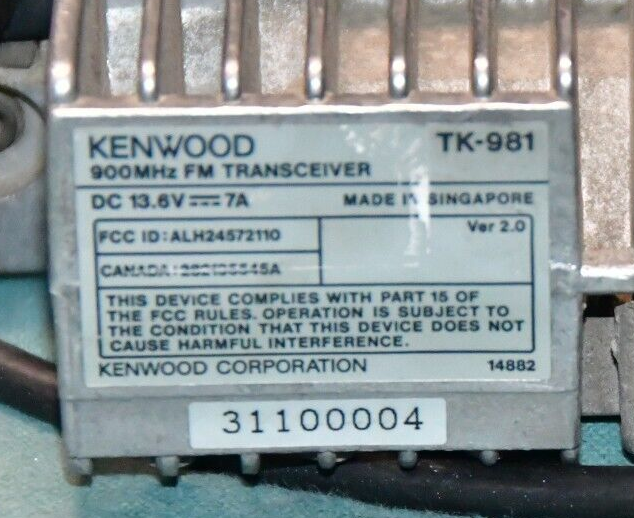 KENWOOD TK-981
900MHz FM TRANSCEIVER
DC 13.6V⎓7A MADE IN SINGAPORE
FCC ID:ALH24572110 Ver 2.0
CANADA:
THIS DEVICE COMPLIES WITH PART 15 OF
THE FCC RULES. OPERATION IS SUBJECT TO
THE CONDITION THAT THIS DEVICE DOES NOT
CAUSE HARMFUL INTERFERENCE.
KENWOOD CORPORATION 14882
31100004